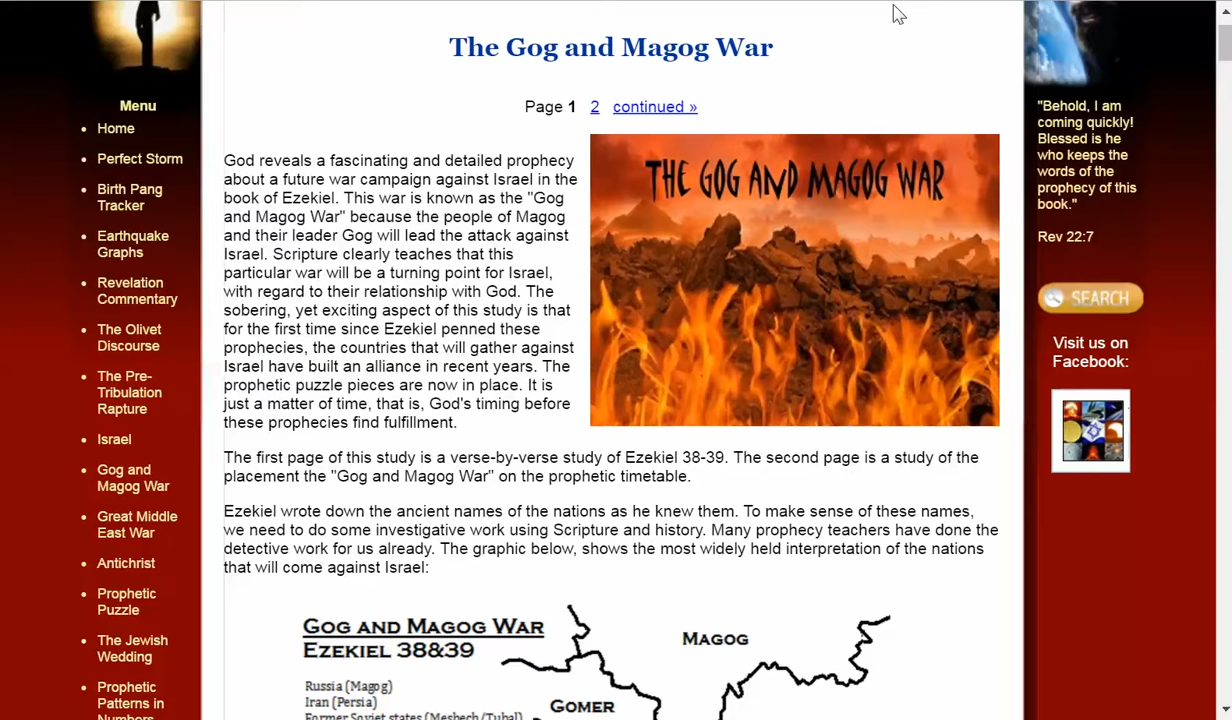 The Gog and Magog War
Page 1 2 continued »
Menu
Home
Perfect Storm
Birth Pang
Tracker
Earthquake
Graphs
Revelation
Commentary
The Olivet
Discourse
The Pre-
Tribulation
Rapture
Israel
Gog and
Magog War
Great Middle
East War
Antichrist
Prophetic
Puzzle
The Jewish
Wedding
Prophetic
Patterns in
Numbers
God reveals a fascinating and detailed prophecy
about a future war campaign against Israel in the
book of Ezekiel. This war is known as the "Gog
and Magog War" because the people of Magog
and their leader Gog will lead the attack against
Israel. Scripture clearly teaches that this
particular war will be a turning point for Israel,
with regard to their relationship with God. The
sobering, yet exciting aspect of this study is that
for the first time since Ezekiel penned these
prophecies, the countries that will gather against
Israel have built an alliance in recent years. The
prophetic puzzle pieces are now in place. It is
just a matter of time, that is, God's timing before
these prophecies find fulfillment.
THE GOG AND MAGOG WAR
The first page of this study is a verse-by-verse study of Ezekiel 38-39. The second page is a study of the
placement the "Gog and Magog War" on the prophetic timetable.
Ezekiel wrote down the ancient names of the nations as he knew them. To make sense of these names,
we need to do some investigative work using Scripture and history. Many prophecy teachers have done the
detective work for us already. The graphic below, shows the most widely held interpretation of the nations
that will come against Israel:
Gog and Magog War
Ezekiel 38&39
Russia (Magog)
Iran (Persia)
Former Soviet states (Meshech/Tubal)
Magog
Gomer
"Behold, I am
coming quickly!
Blessed is he
who keeps the
words of the
prophecy of this
book."
Rev 22:7
SEARCH
Visit us on
Facebook: